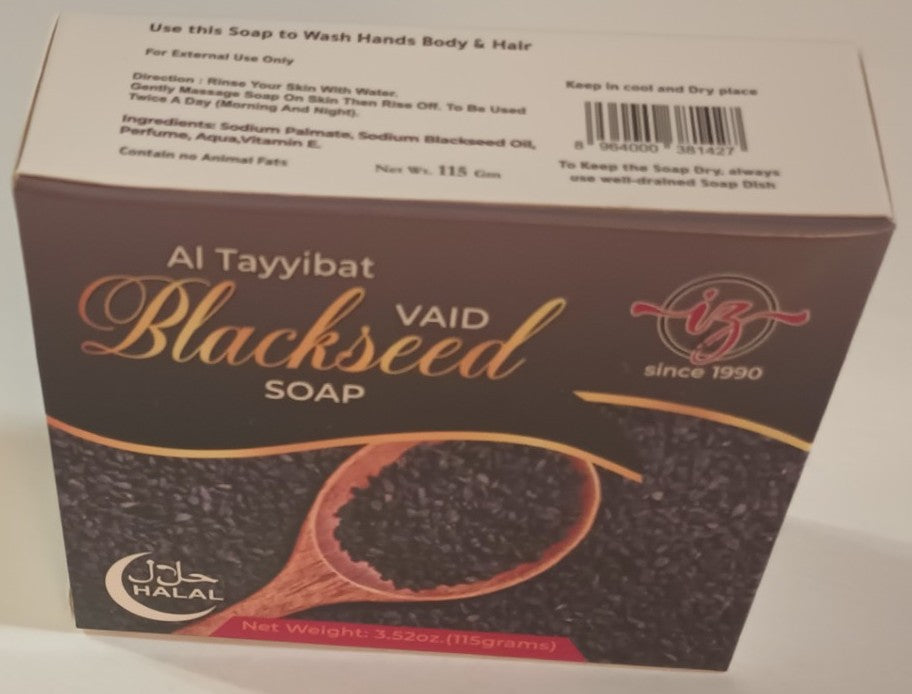 Use this Soap to Wash Hands Body & Hair
For External Use Only
Direction : Rinse Your Skin With Water.
Gently Massage Soap On Skin Then Rise Off. To Be Used
Twice A Day (Morning And Night).
Ingredients: Sodium Palmate, Sodium Blackseed Oil,
Perfume, Aqua,Vitamin E.
Contain no Animal Fats
Net Wt. 115 Gm
Keep in cool and Dry place
8 964000 381427
To Keep the Soap Dry, always
use well-drained Soap Dish
Al Tayyibat
VAID
Blackseed
SOAP
iz
since 1990
حلال
HALAL
Net Weight: 3.52oz.(115grams)